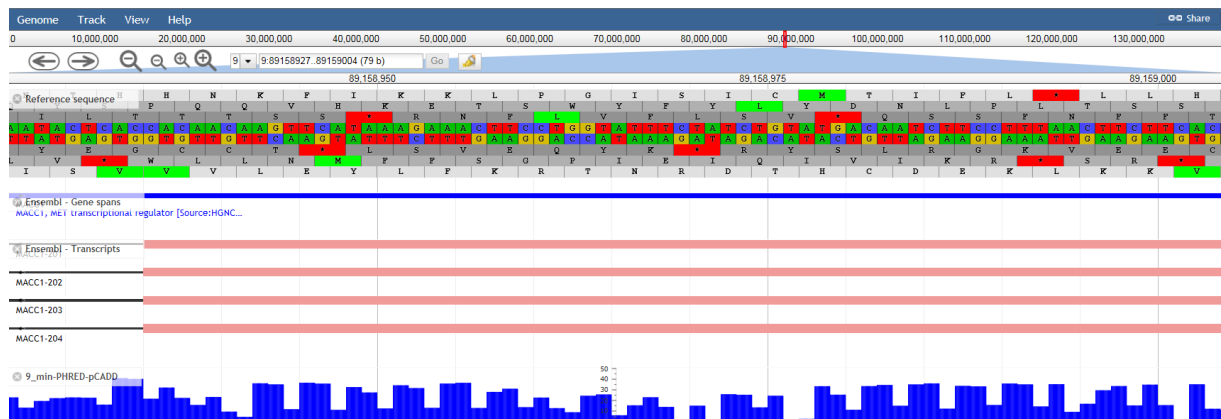 Genome Track View Help Share
0 10,000,000 20,000,000 30,000,000 40,000,000 50,000,000 60,000,000 70,000,000 80,000,000 90,000,000 100,000,000 110,000,000 120,000,000 130,000,000
9 9:89158927..89159004 (79 b) Go
89,158,950 89,158,975 89,159,000
Reference sequence
H H N K F I K K L P G I S I C M T I F L * L L H
P Q Q V H K E T S W Y F Y L Y D N L P L T S S
I L T T T S S * R N F L V F L S V * Q S S F N F F
A A T A C T C A C C A C A A C A A G T T C A T A A A G A A A C T T C C T G G T A T T T C T A T C T G T A T G A C A A T C T T C C T T T A A C T T C T T C A C
T T A T G A G T G G T G T T G T T C A A G T A T T T C T T T G A A G G A C C A T A A A G A T A G A C A T A C T G T T A G A A G G A A A T T G A A G A A G T G
Y E C C T * L S V E Q Y K * R Y S L R G K V E E C
L V * W L L N M F F S G P I E I Q I V I K R * S R *
I S V V V L E Y L F K R T N R D T H C D E K L K K V
Ensembl - Gene spans
MACC1, MET transcriptional regulator [Source:HGNC...
Ensembl - Transcripts
MACC1-201
MACC1-202
MACC1-203
MACC1-204
9_min-PHRED-pCADD
50
40
30